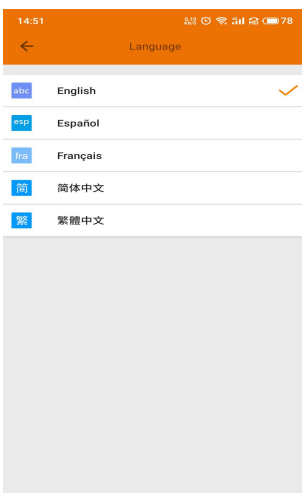 14:51 78
Language
abc English
esp Español
fra Français
简 简体中文
繁 繁體中文